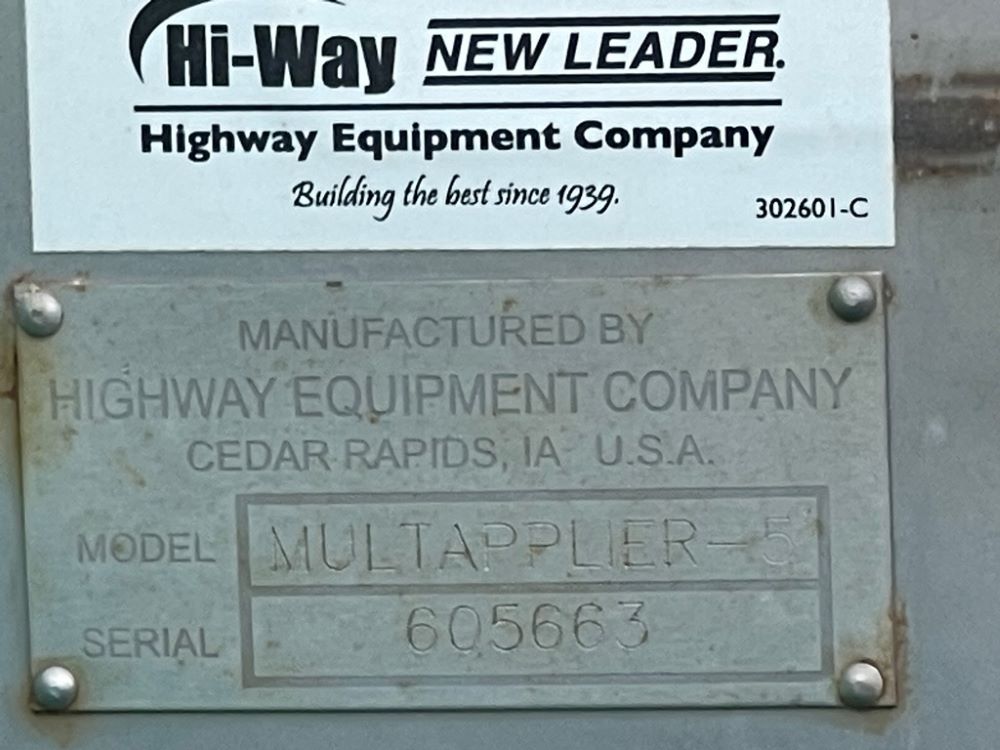 Hi-Way NEW LEADER.
Highway Equipment Company
Building the best since 1939.
302601-C
MANUFACTURED BY
HIGHWAY EQUIPMENT COMPANY
CEDAR RAPIDS, IA U.S.A.
MODEL MULTAPPLIER-5
SERIAL 605663